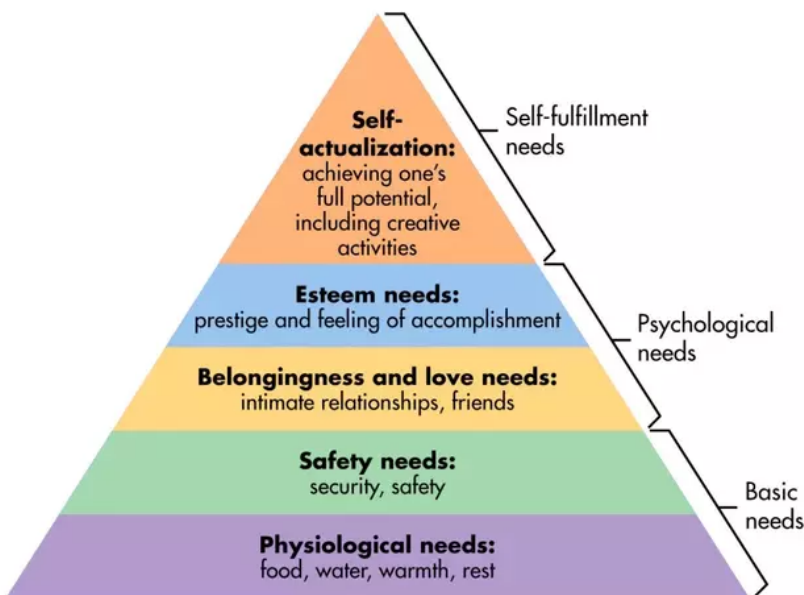 Self-
actualization:
achieving one's
full potential,
including creative
activities
Self-fulfillment
needs
Esteem needs:
prestige and feeling of accomplishment
Psychological
needs
Belongingness and love needs:
intimate relationships, friends
Safety needs:
security, safety
Basic
needs
Physiological needs:
food, water, warmth, rest